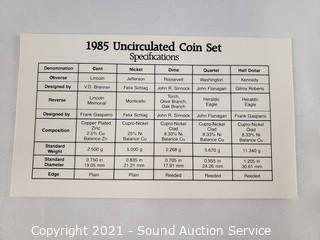 1985 Uncirculated Coin Set
Specifications
Denomination Cent Nickel Dime Quarter Half Dollar
Obverse Lincoln Jefferson Roosevelt Washington Kennedy
Designed by V.D. Brenner Felix Schlag John R. Sinnock John Flanagan Gilroy Roberts
Reverse Lincoln Memorial Monticello Torch, Olive Branch, Oak Branch Heraldic Eagle Heraldic Eagle
Designed by Frank Gasparro Felix Schlag John R. Sinnock John Flanagan Frank Gasparro
Composition Copper Plated Zinc 2.5% Cu Balance Zn Cupro-Nickel 25% Ni Balance Cu Cupro-Nickel Clad 8.33% Ni Balance Cu Cupro-Nickel Clad 8.33% Ni Balance Cu Cupro-Nickel Clad 8.33% Ni Balance Cu
Standard Weight 2.500 g 5.000 g 2.268 g 5.670 g 11.340 g
Standard Diameter 0.750 in 19.05 mm 0.835 in 21.21 mm 0.705 in 17.91 mm 0.955 in 24.26 mm 1.205 in 30.61 mm
Edge Plain Plain Reeded Reeded Reeded
Copyright 2021 - Sound Auction Service